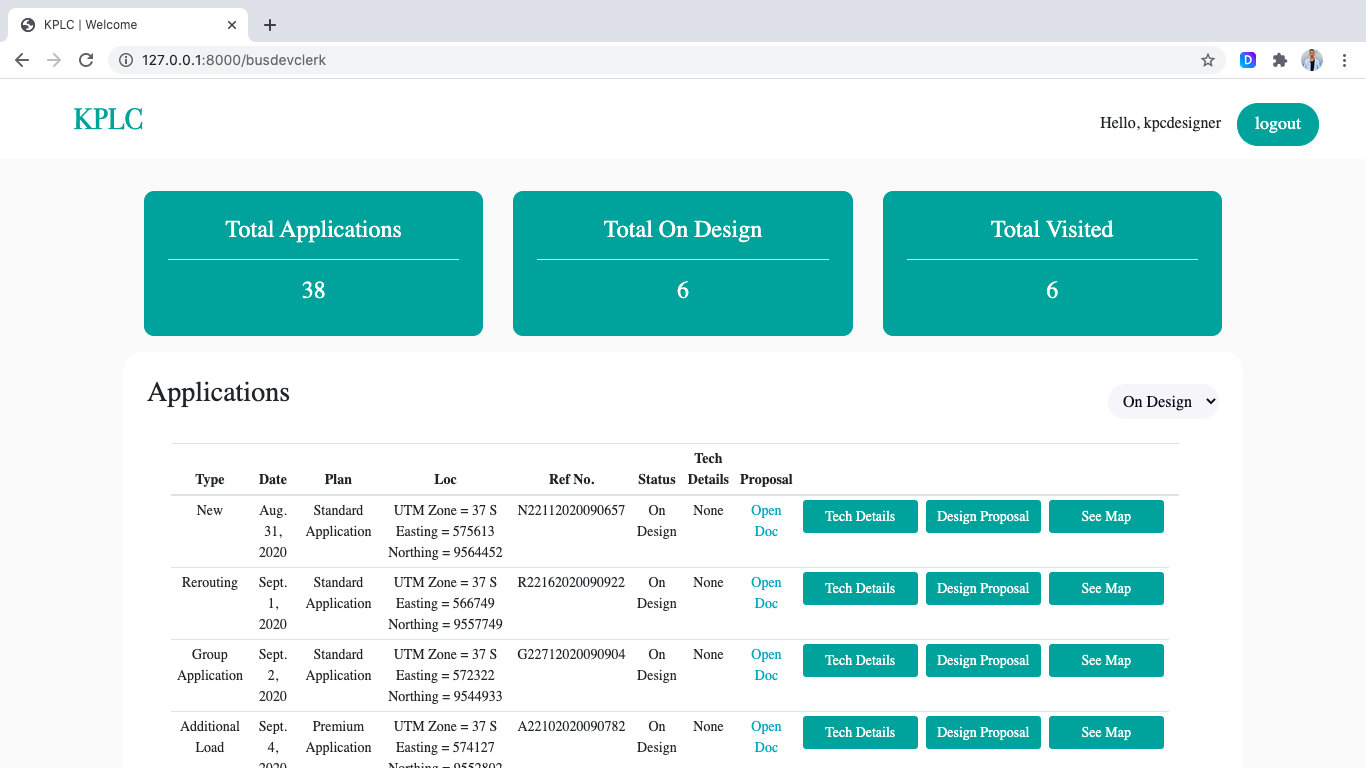 KPLC | Welcome
127.0.0.1:8000/busdevclerk
KPLC
Hello, kpcdesigner
logout
Total Applications
38
Total On Design
6
Total Visited
6
Applications
On Design
Type Date Plan Loc Ref No. Status Tech Details Proposal
New Aug. 31, 2020 Standard Application UTM Zone = 37 S Easting = 575613 Northing = 9564452 N22112020090657 On Design None Open Doc Tech Details Design Proposal See Map
Rerouting Sept. 1, 2020 Standard Application UTM Zone = 37 S Easting = 566749 Northing = 9557749 R22162020090922 On Design None Open Doc Tech Details Design Proposal See Map
Group Application Sept. 2, 2020 Standard Application UTM Zone = 37 S Easting = 572322 Northing = 9544933 G22712020090904 On Design None Open Doc Tech Details Design Proposal See Map
Additional Load Sept. 4, 2020 Premium Application UTM Zone = 37 S Easting = 574127 Northing = 9552802 A22102020090782 On Design None Open Doc Tech Details Design Proposal See Map